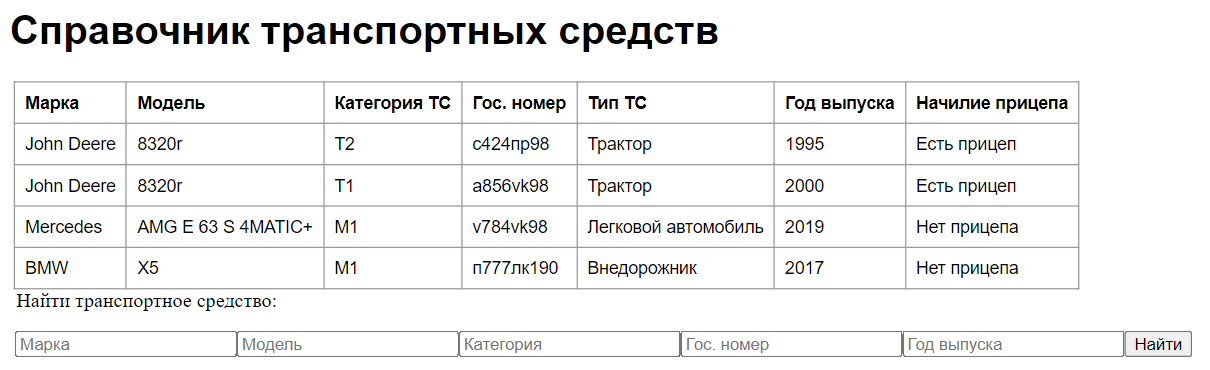 Справочник транспортных средств
Марка Модель Категория ТС Гос. номер Тип ТС Год выпуска Начилие прицепа
John Deere 8320r T2 с424пр98 Трактор 1995 Есть прицеп
John Deere 8320r T1 a856vk98 Трактор 2000 Есть прицеп
Mercedes AMG E 63 S 4MATIC+ M1 v784vk98 Легковой автомобиль 2019 Нет прицепа
BMW X5 M1 п777лк190 Внедорожник 2017 Нет прицепа
Найти транспортное средство:
Марка Модель Категория Гос. номер Год выпуска Найти